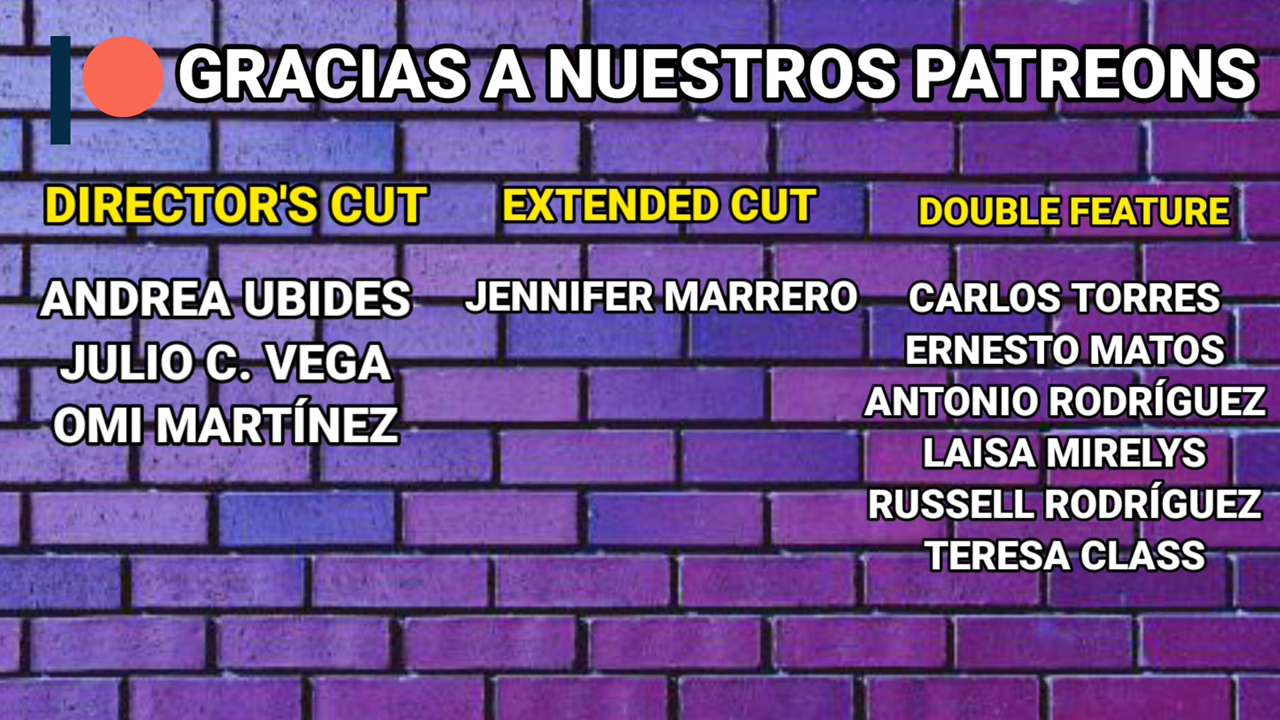 GRACIAS A NUESTROS PATREONS
DIRECTOR'S CUT
ANDREA UBIDES
JULIO C. VEGA
OMI MARTÍNEZ
EXTENDED CUT
JENNIFER MARRERO
DOUBLE FEATURE
CARLOS TORRES
ERNESTO MATOS
ANTONIO RODRÍGUEZ
LAISA MIRELYS
RUSSELL RODRÍGUEZ
TERESA CLASS